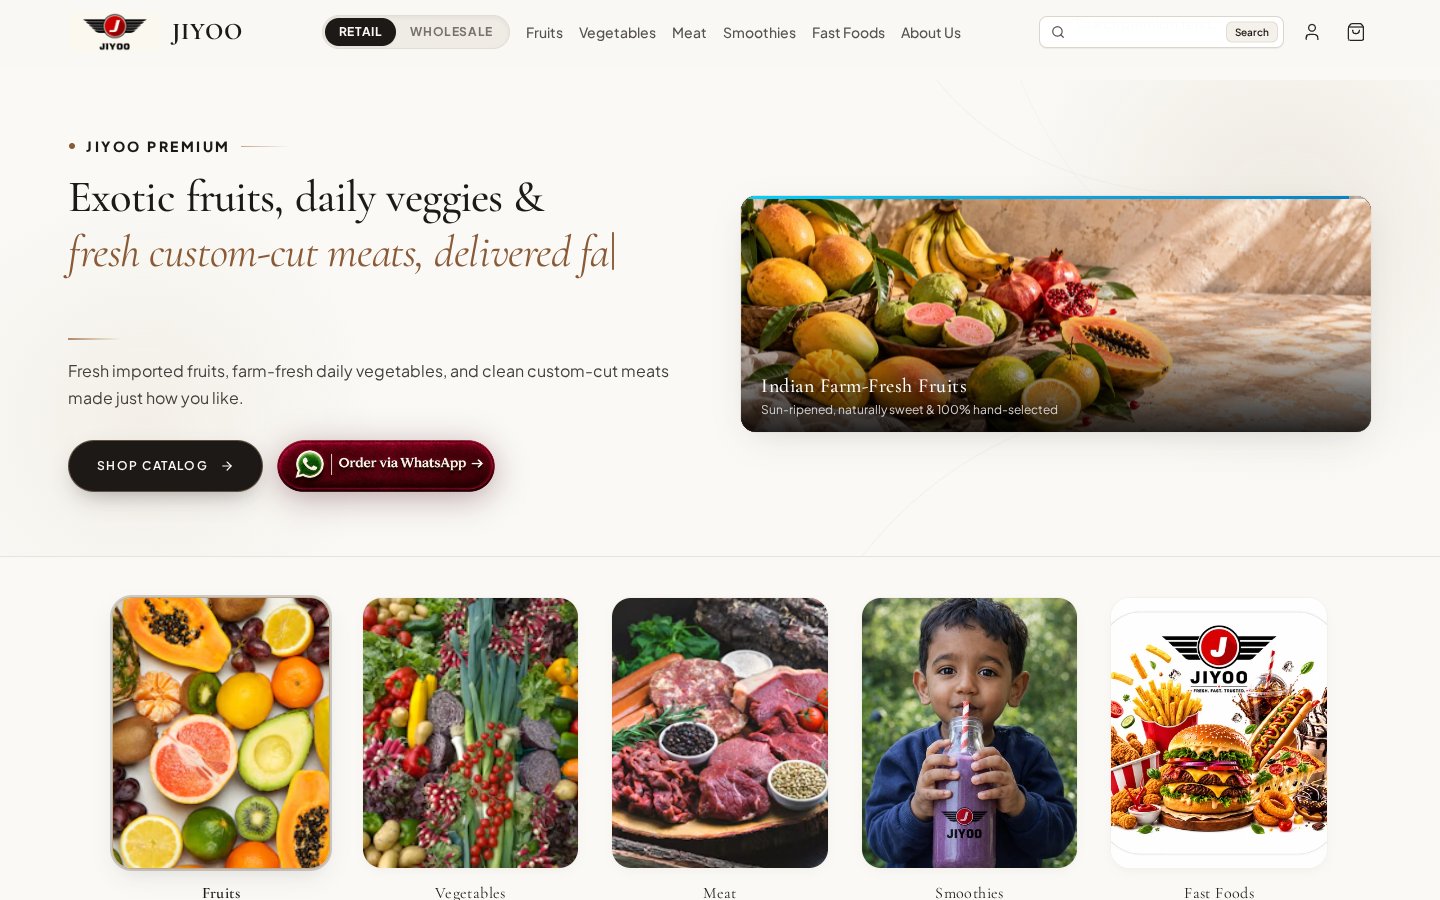 JIYOO
JIYOO
RETAIL
WHOLESALE
Fruits
Vegetables
Meat
Smoothies
Fast Foods
About Us
Search
JIYOO PREMIUM
Exotic fruits, daily veggies &
fresh custom-cut meats, delivered fa
Fresh imported fruits, farm-fresh daily vegetables, and clean custom-cut meats
made just how you like.
SHOP CATALOG →
Order via WhatsApp →
Indian Farm-Fresh Fruits
Sun-ripened, naturally sweet & 100% hand-selected
JIYOO
JIYOO
FRESH. FAST. TRUSTED.
Fruits
Vegetables
Meat
Smoothies
Fast Foods